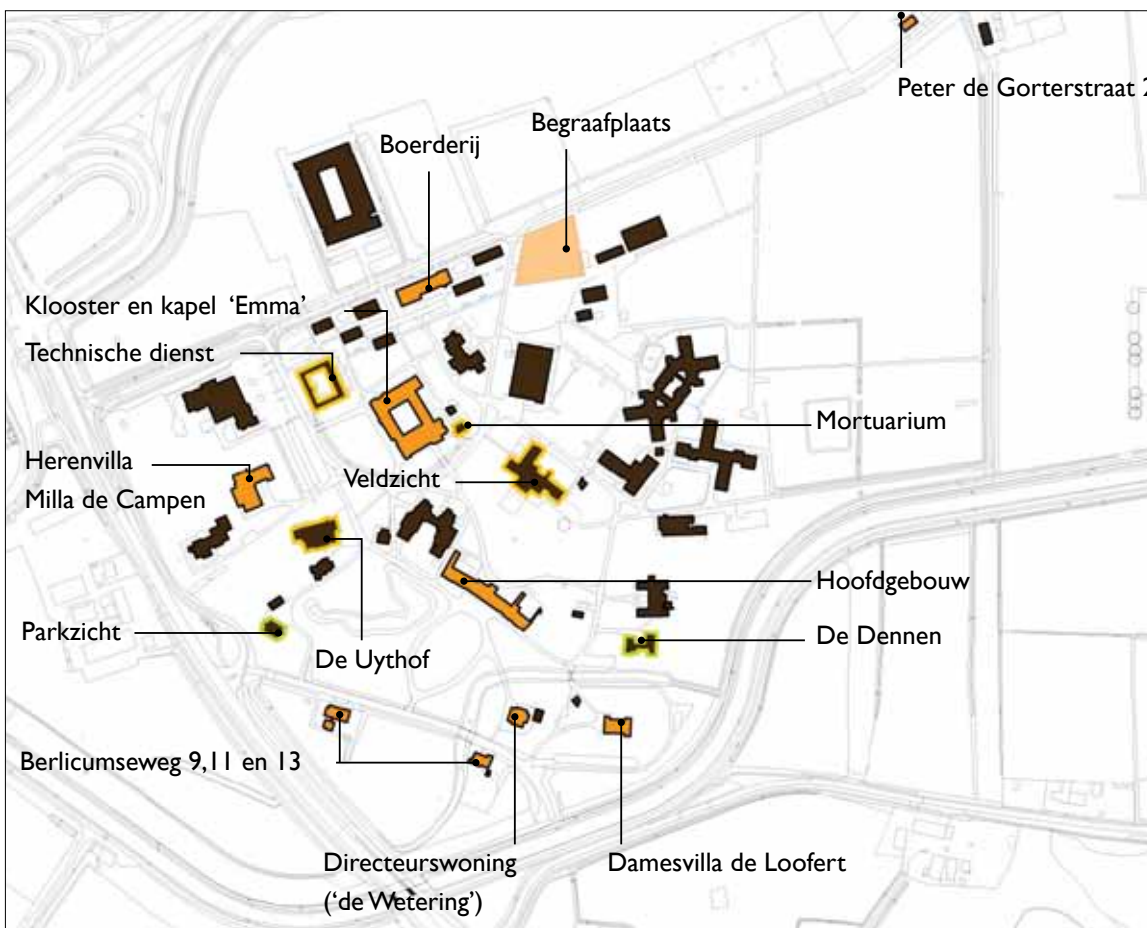 Peter de Gorterstraat 2
Begraafplaats
Boerderij
Klooster en kapel ‘Emma’
Technische dienst
Mortuarium
Herenvilla
Milla de Campen
Veldzicht
Hoofdgebouw
Parkzicht
De Uythof
De Dennen
Berlicumseweg 9,11 en 13
Directeurswoning
(‘de Wetering’)
Damesvilla de Loofert